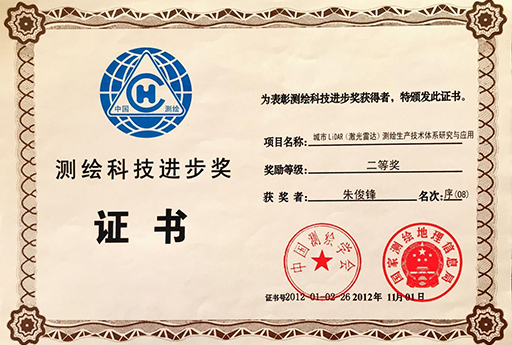 中国 测绘
CH
测绘科技进步奖
证书
为表彰测绘科技进步奖获得者，特颁发此证书。
项目名称：城市LiDAR（激光雷达）测绘生产技术体系研究与应用
奖励等级：二等奖
获奖者：朱俊锋 名次：序(08)
中国测绘学会
国家测绘地理信息局
证书号2012-01-02-26 2012年11月01日